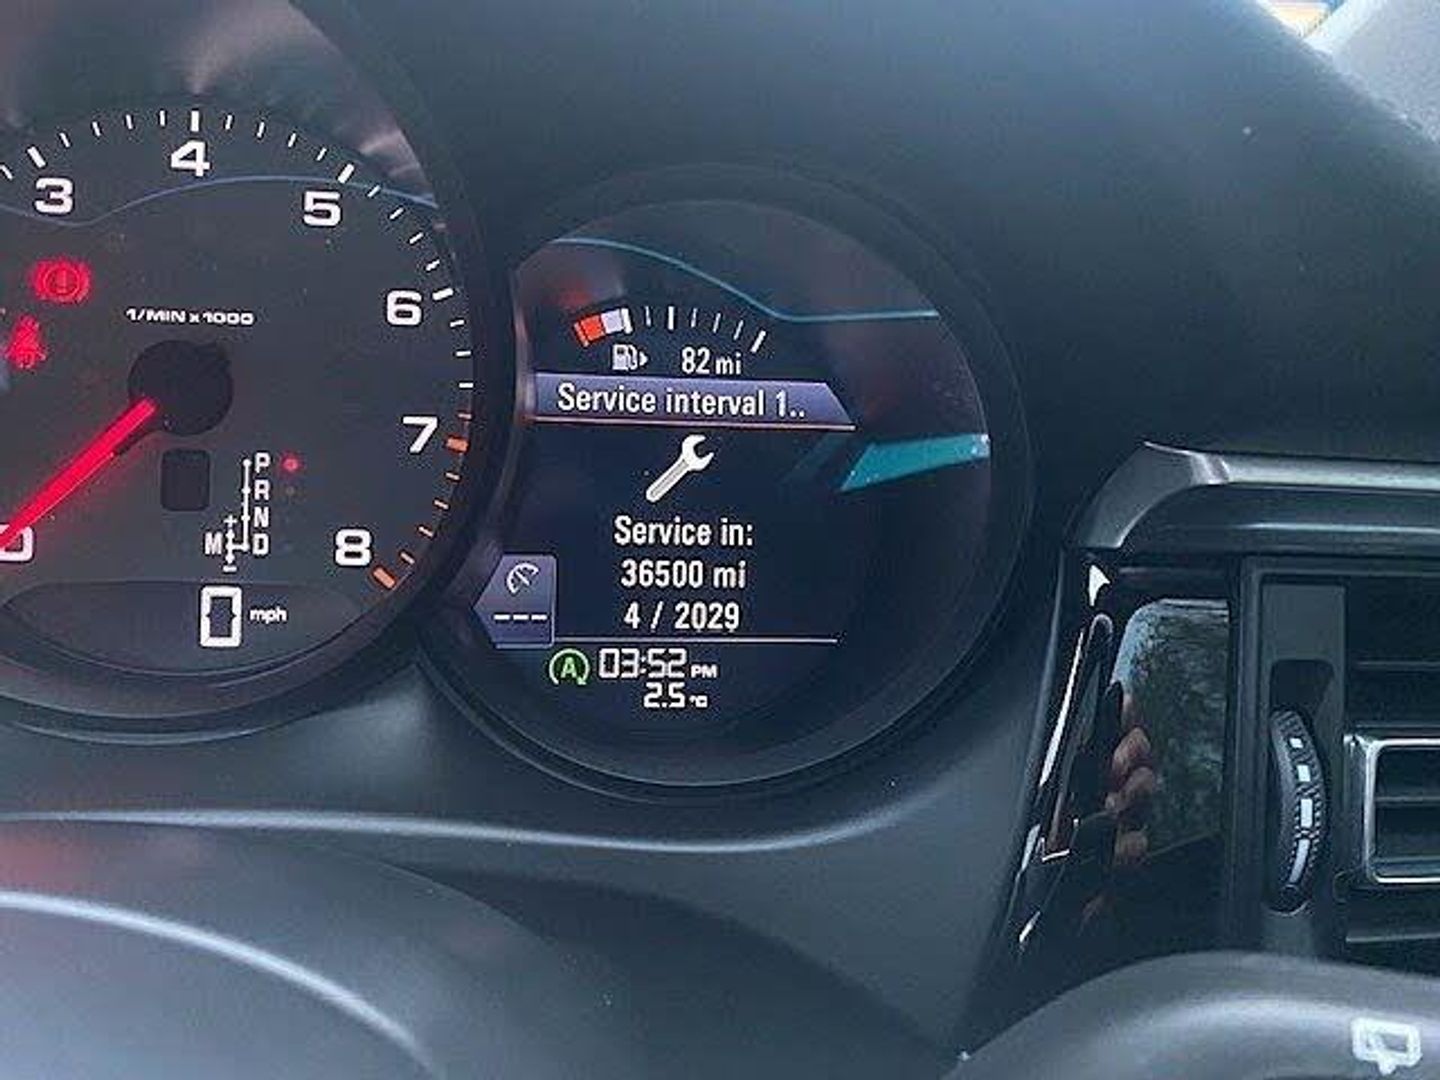 3
4
5
6
7
8
0
1/MIN x 1000
P
R
N
M D
0 mph
82 mi
Service interval 1..
Service in:
36500 mi
4 / 2029
---
A 03:52 PM
2.5 °C